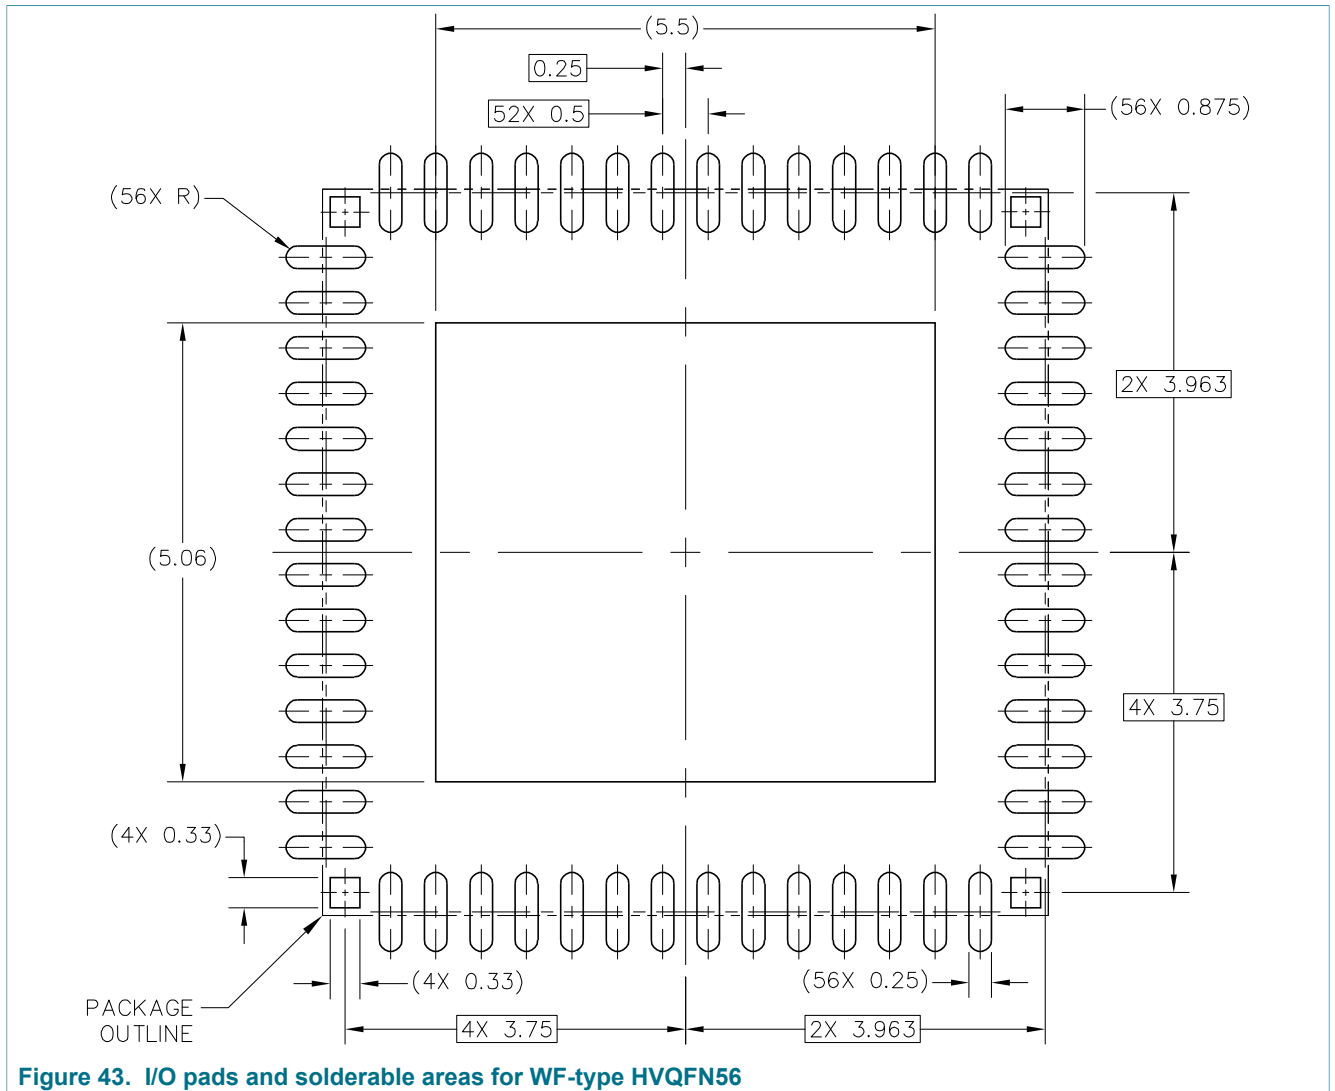 (5.5)
0.25
52X 0.5
(56X 0.875)
(56X R)
2X 3.963
(5.06)
4X 3.75
(4X 0.33)
(4X 0.33)
(56X 0.25)
PACKAGE
OUTLINE
4X 3.75
2X 3.963
Figure 43. I/O pads and solderable areas for WF-type HVQFN56